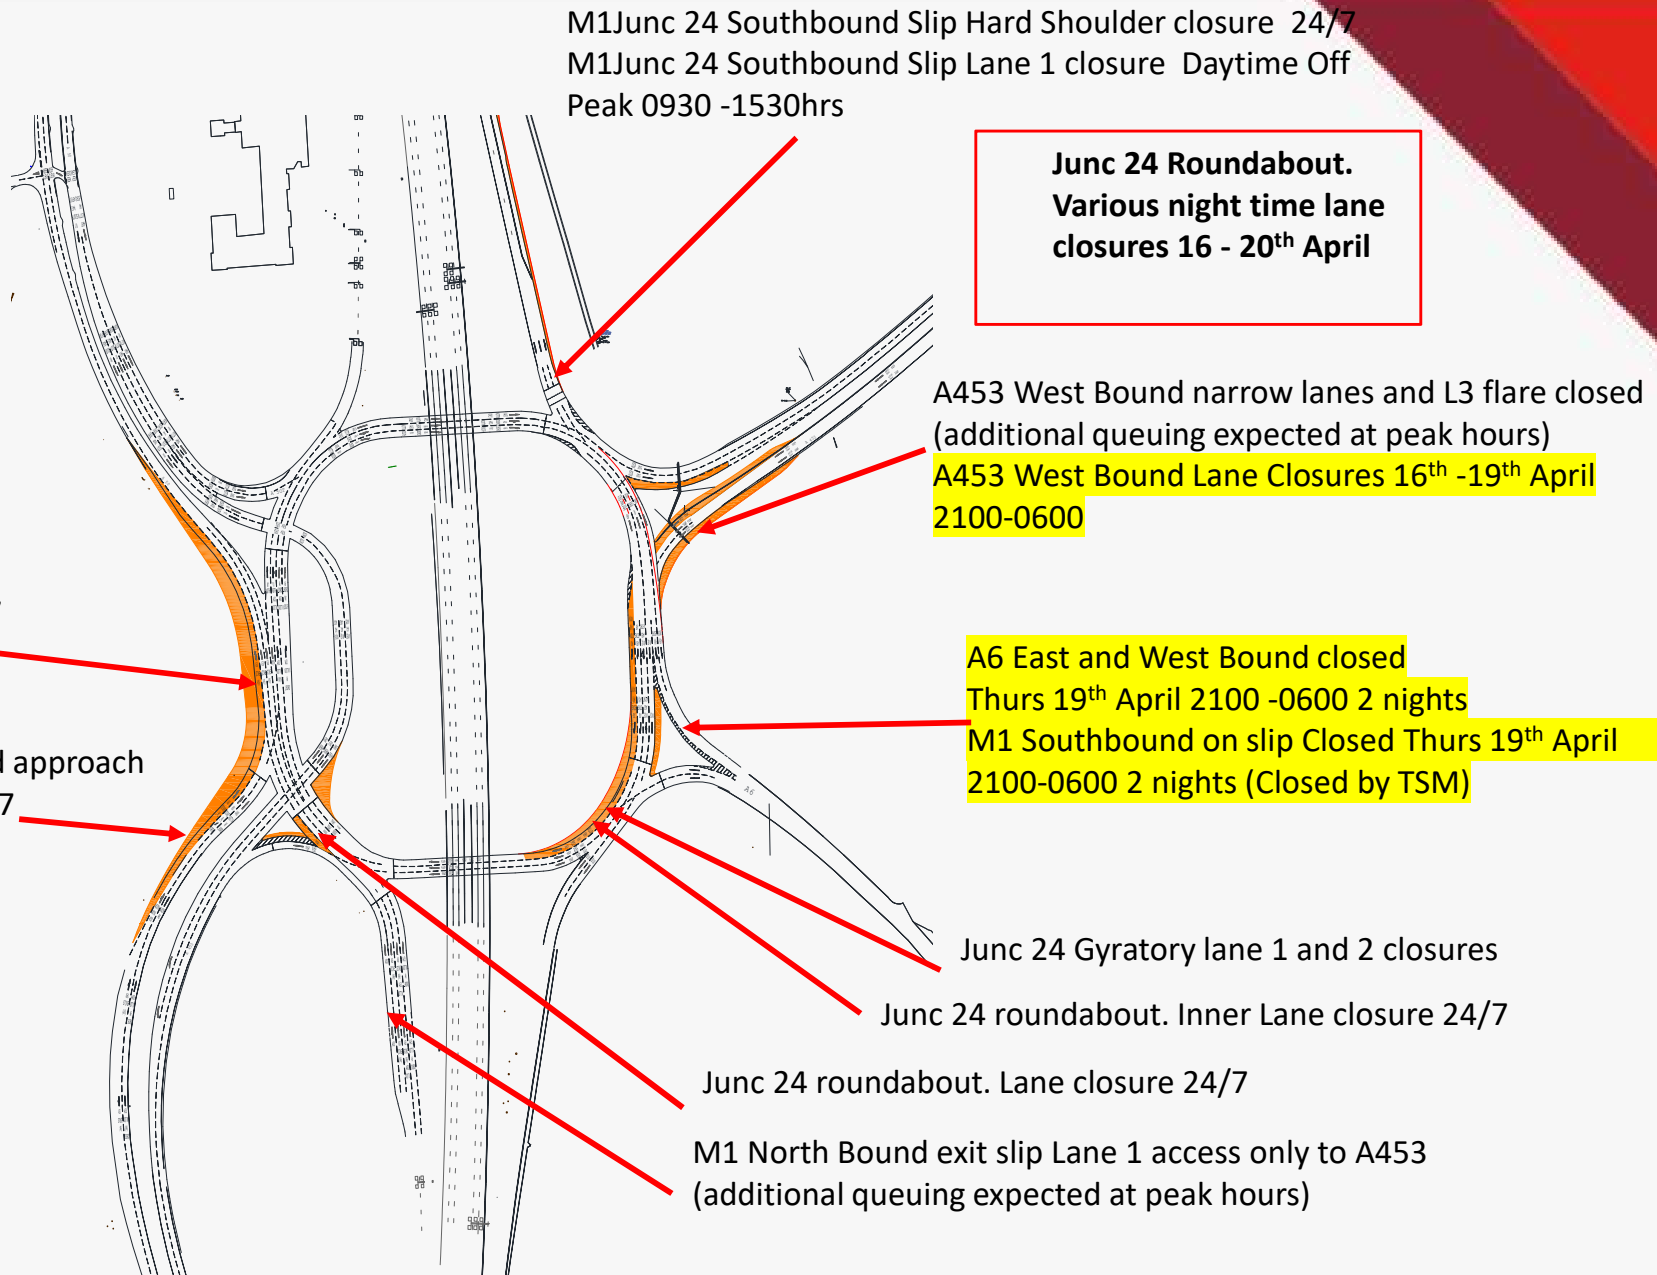 M1Junc 24 Southbound Slip Hard Shoulder closure 24/7
M1Junc 24 Southbound Slip Lane 1 closure Daytime Off
Peak 0930 -1530hrs
Junc 24 Roundabout.
Various night time lane
closures 16 - 20th April
A453 West Bound narrow lanes and L3 flare closed
(additional queuing expected at peak hours)
A453 West Bound Lane Closures 16th -19th April
2100-0600
A6 East and West Bound closed
Thurs 19th April 2100 -0600 2 nights
M1 Southbound on slip Closed Thurs 19th April
2100-0600 2 nights (Closed by TSM)
approach
7
A6
Junc 24 Gyratory lane 1 and 2 closures
Junc 24 roundabout. Inner Lane closure 24/7
Junc 24 roundabout. Lane closure 24/7
M1 North Bound exit slip Lane 1 access only to A453
(additional queuing expected at peak hours)